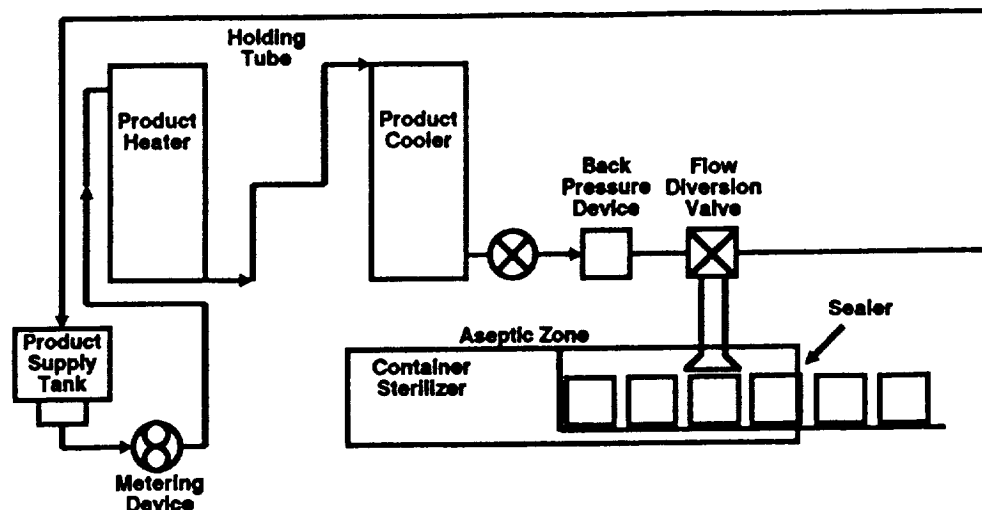 Holding
Tube
Product
Heater
Product
Cooler
Back
Pressure
Device
Flow
Diversion
Valve
Product
Supply
Tank
Metering
Device
Aseptic Zone
Sealer
Container
Sterilizer